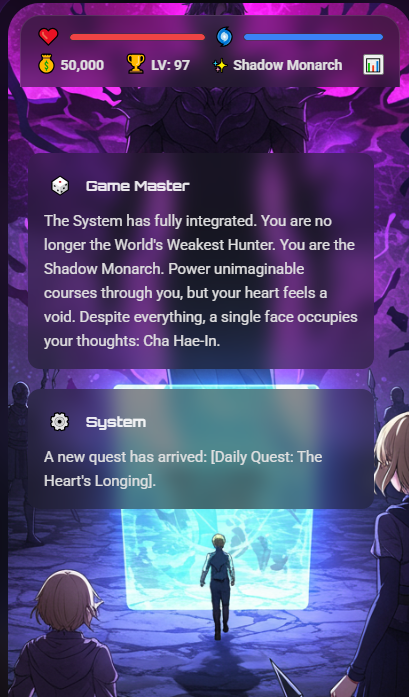 50,000 LV: 97 Shadow Monarch
Game Master
The System has fully integrated. You are no
longer the World's Weakest Hunter. You are the
Shadow Monarch. Power unimaginable
courses through you, but your heart feels a
void. Despite everything, a single face occupies
your thoughts: Cha Hae-In.
System
A new quest has arrived: [Daily Quest: The
Heart's Longing].